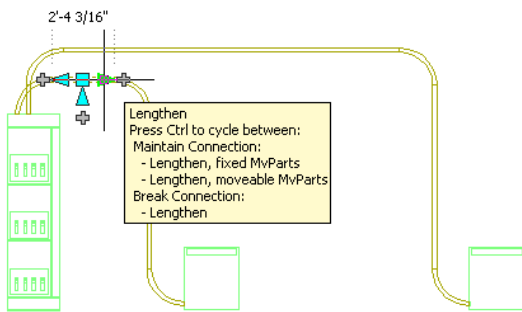 2'-4 3/16"
Lengthen
Press Ctrl to cycle between:
Maintain Connection:
- Lengthen, fixed MvParts
- Lengthen, moveable MvParts
Break Connection:
- Lengthen